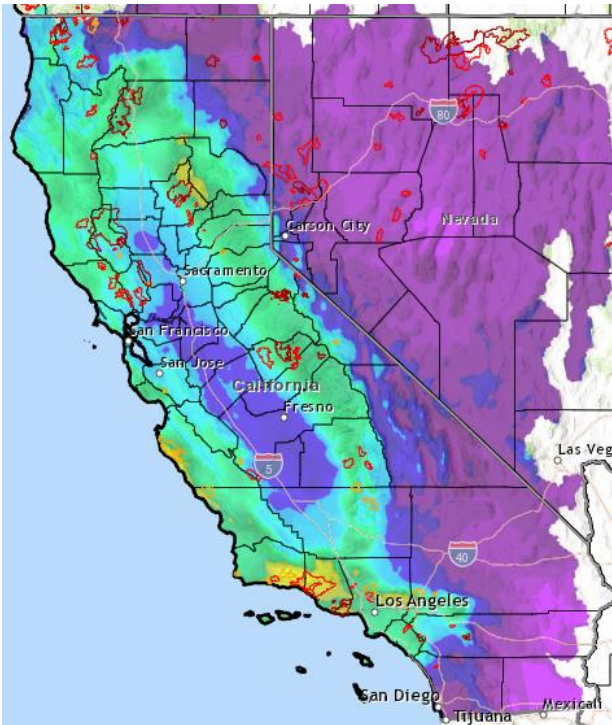 80
Nevada
Carson City
Sacramento
San Francisco
San Jose
California
Fresno
5
Las Veg
40
Los Angeles
San Diego
Tijuana
Mexicali